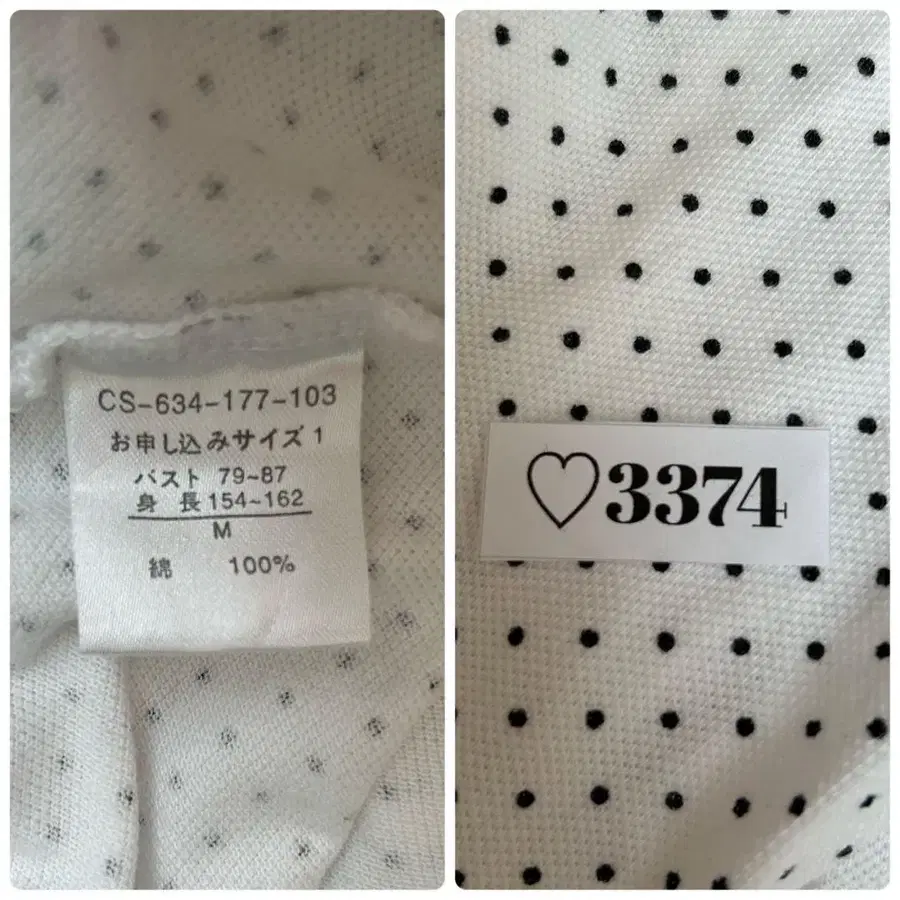 CS-634-177-103
お申し込みサイズ 1
バスト 79~87
身 長 154~162
M
綿 100%
♡3374